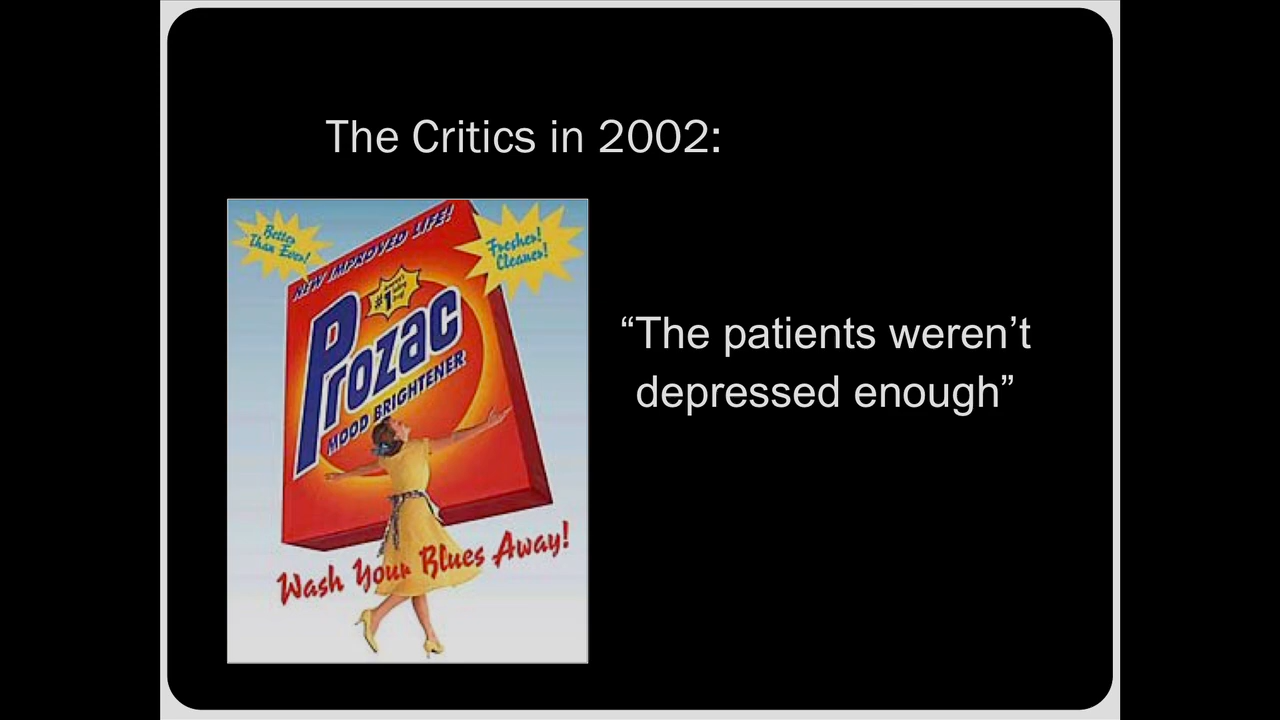 The Critics in 2002:
Better
Than Ever!
NEW IMPROVED LIFE!
Fresher!
Cleaner!
#1
Prozac
MOOD BRIGHTENER
Wash Your Blues Away!
“The patients weren’t
depressed enough”